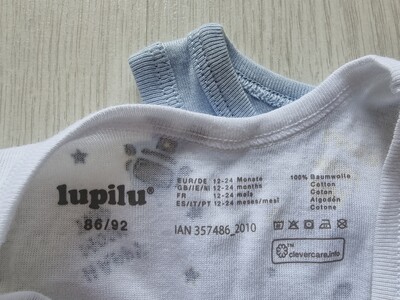 lupilu®
86/92
EUR/DE 12-24 Monate
GB/IE/NI 12-24 months
FR 12-24 mois
ES/IT/PT 12-24 meses/mesi
100% Baumwolle
Cotton
Coton
Algodón
Cotone
IAN 357486_2010
clevercare.info